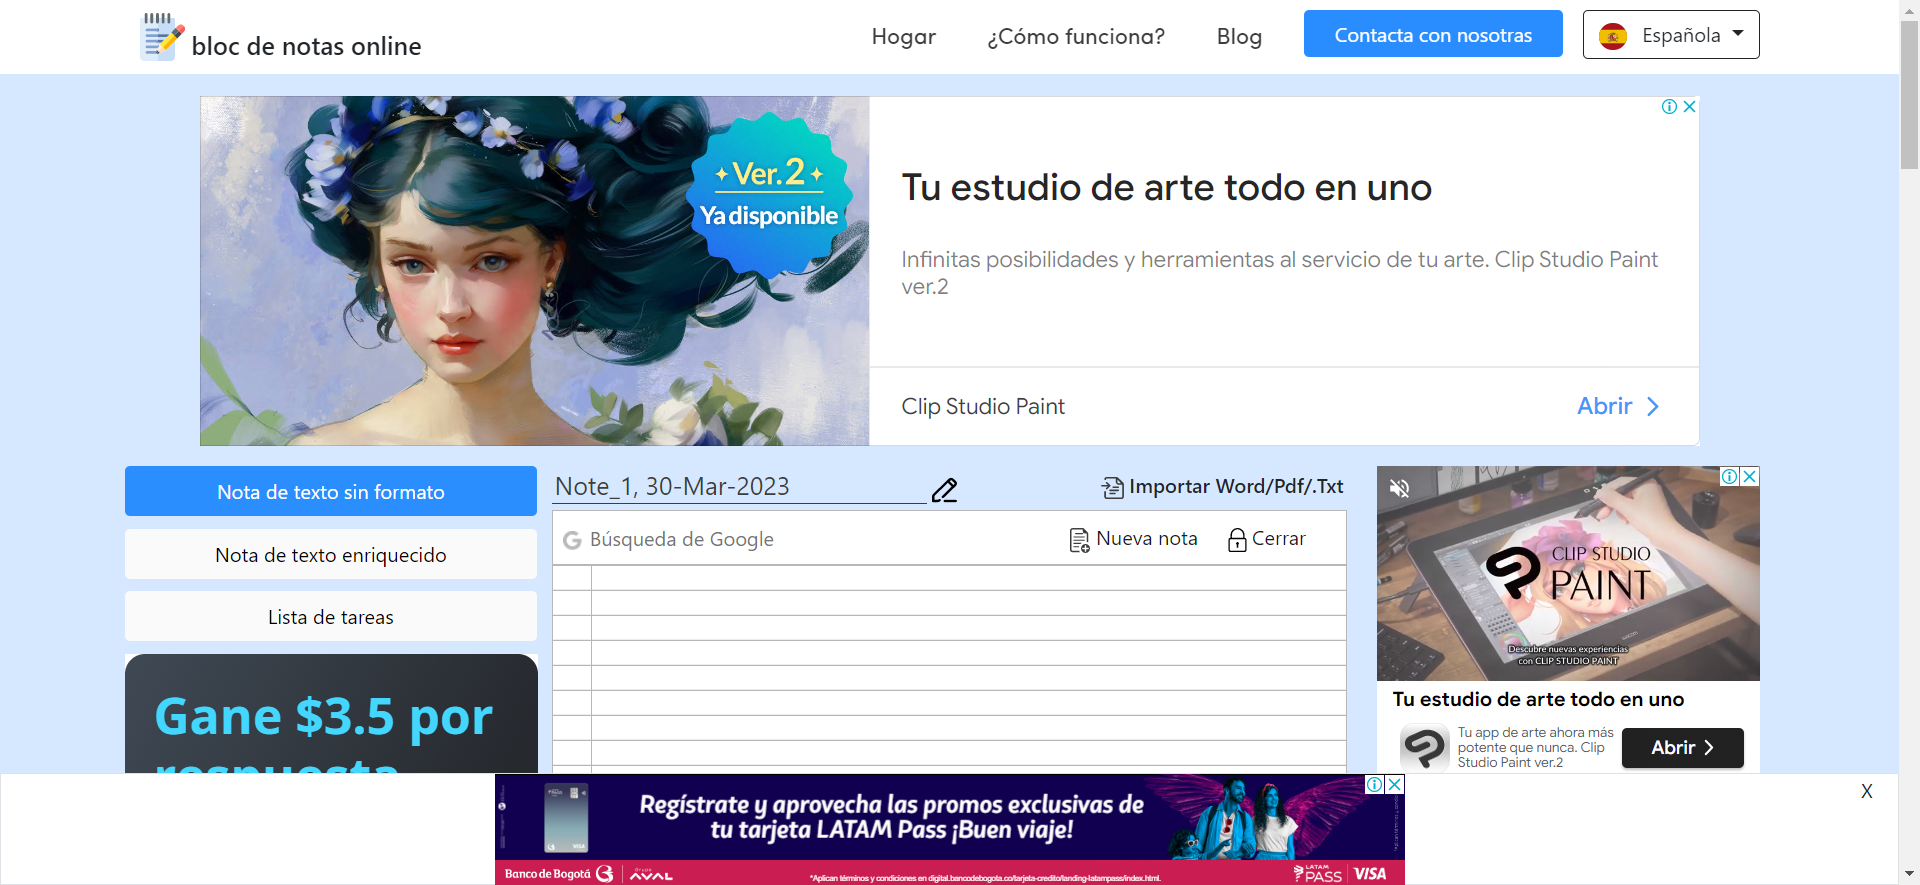 bloc de notas online
Hogar
¿Cómo funciona?
Blog
Contacta con nosotras
Española
Ver.2
Ya disponible
Tu estudio de arte todo en uno
Infinitas posibilidades y herramientas al servicio de tu arte. Clip Studio Paint
ver.2
Clip Studio Paint
Abrir
Nota de texto sin formato
Nota de texto enriquecido
Lista de tareas
Gane $3.5 por
respuesta
Note_1, 30-Mar-2023
Importar Word/Pdf/.Txt
Búsqueda de Google
Nueva nota
Cerrar
CLIP STUDIO
PAINT
Descubre nuevas experiencias
con CLIP STUDIO PAINT
Tu estudio de arte todo en uno
Tu app de arte ahora más
potente que nunca. Clip
Studio Paint ver.2
Abrir
Regístrate y aprovecha las promos exclusivas de
tu tarjeta LATAM Pass ¡Buen viaje!
Banco de Bogotá
Grupo
AVAL
*Aplican términos y condiciones en digital.bancodebogota.co/tarjeta-credito/landing-latampass/index.html.
LATAM
PASS
VISA
X